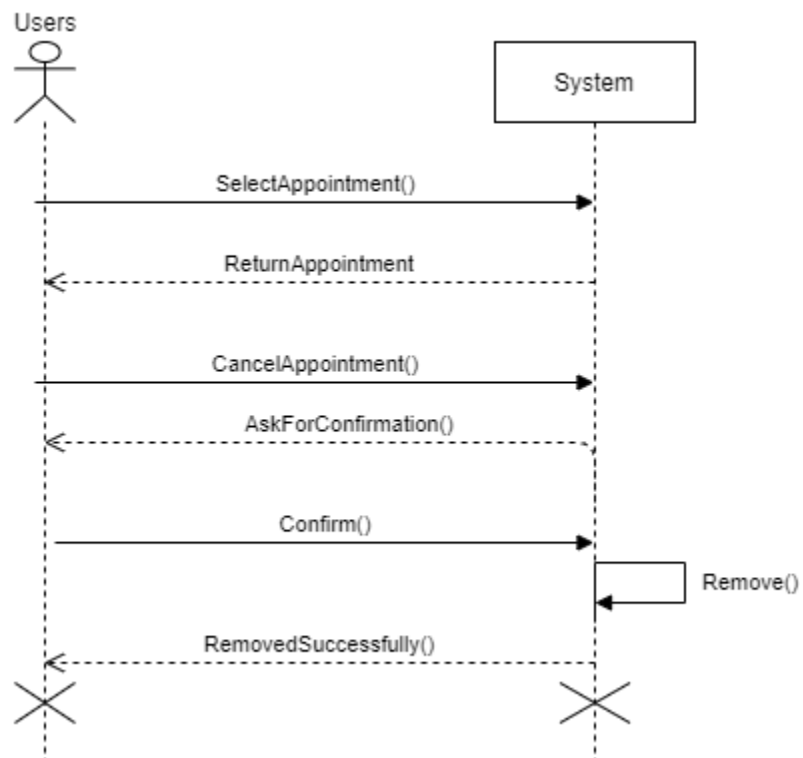 Users
System
SelectAppointment()
ReturnAppointment
CancelAppointment()
AskForConfirmation()
Confirm()
Remove()
RemovedSuccessfully()